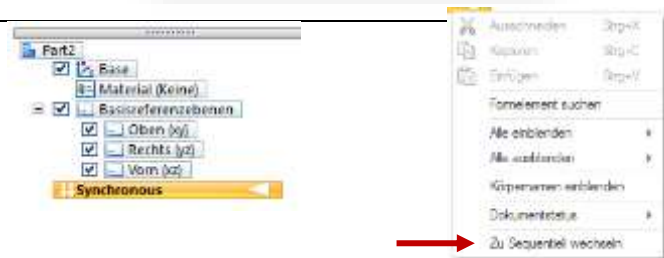 Part2
Base
Material (Keine)
Basisreferenzebenen
Oben (xy)
Rechts (yz)
Vorn (xz)
Synchronous
Ausschneiden Strg+X
Kopieren Strg+C
Einfügen Strg+V
Formelement suchen
Alle einblenden
Alle ausblenden
Körpernamen einblenden
Dokumentstatus
Zu Sequentiell wechseln